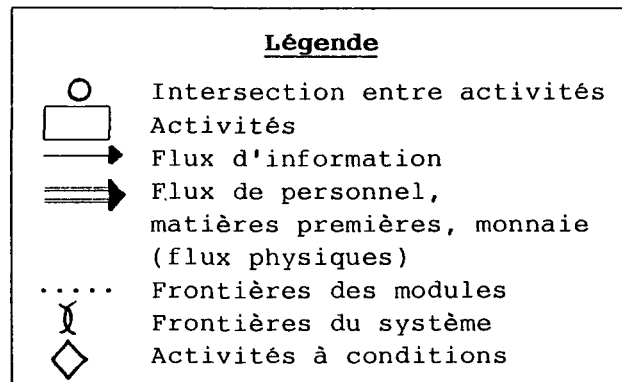 Légende
Intersection entre activités
Activités
Flux d'information
Flux de personnel,
matières premières, monnaie
(flux physiques)
Frontières des modules
Frontières du système
Activités à conditions